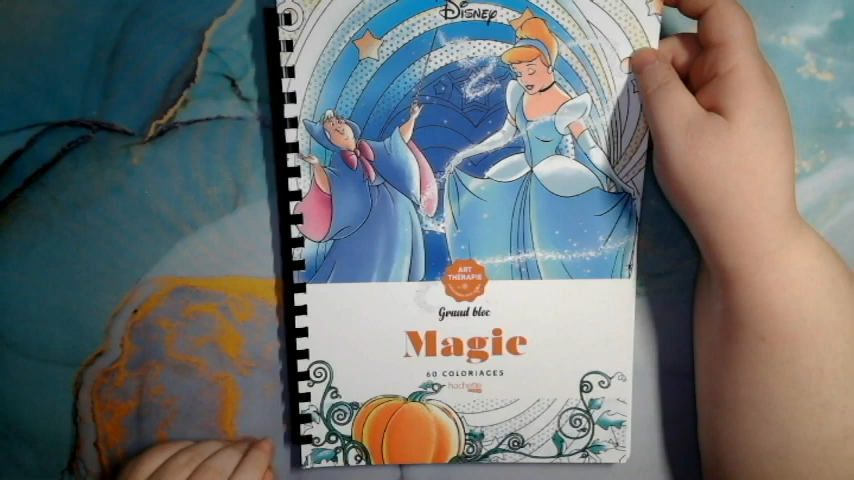 Disney
ART
THÉRAPIE
Grand bloc
Magic
60 COLORIAGES
hachette